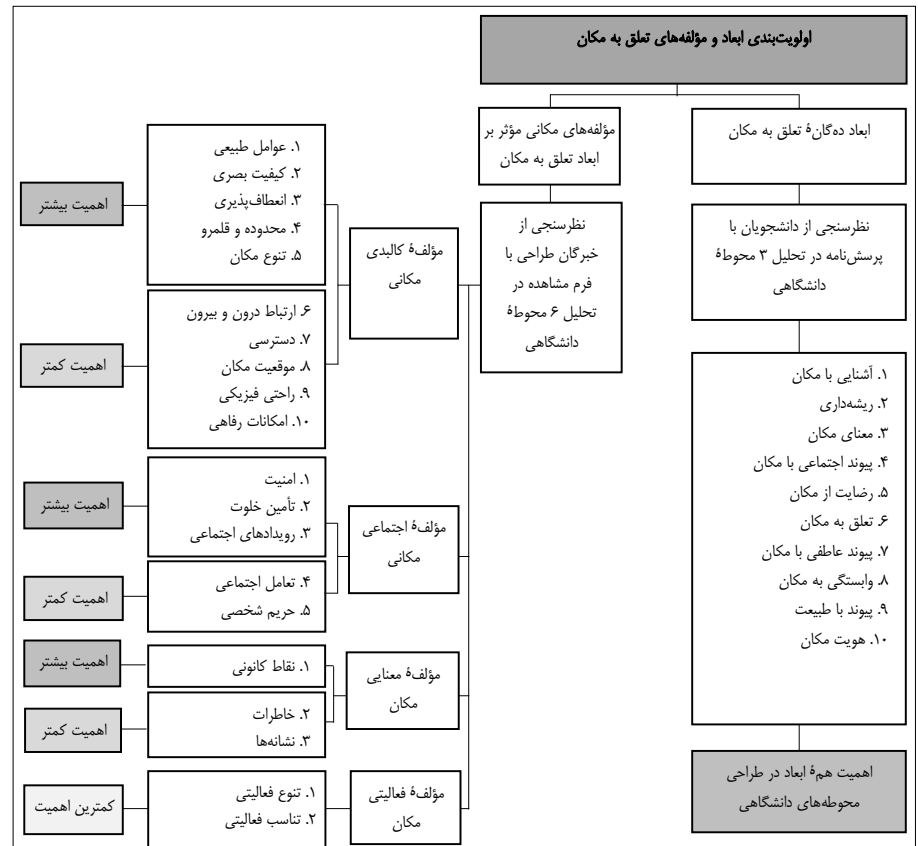 اولویت‌بندی ابعاد و مؤلفه‌های تعلق به مکان
ابعاد ده‌گانهٔ تعلق به مکان
نظرسنجی از دانشجویان با
پرسش‌نامه در تحلیل ۳ محوطهٔ
دانشگاهی
۱. آشنایی با مکان
۲. ریشه‌داری
۳. معنای مکان
۴. پیوند اجتماعی با مکان
۵. رضایت از مکان
۶. تعلق به مکان
۷. پیوند عاطفی با مکان
۸. وابستگی به مکان
۹. پیوند با طبیعت
۱۰. هویت مکان
اهمیت همهٔ ابعاد در طراحی
محوطه‌های دانشگاهی
مؤلفه‌های مکانی مؤثر بر
ابعاد تعلق به مکان
نظرسنجی از
خبرگان طراحی با
فرم مشاهده در
تحلیل ۶ محوطهٔ
دانشگاهی
مؤلفهٔ کالبدی
مکانی
۱. عوامل طبیعی
۲. کیفیت بصری
۳. انعطاف‌پذیری
۴. محدوده و قلمرو
۵. تنوع مکان
اهمیت بیشتر
۶. ارتباط درون و بیرون
۷. دسترسی
۸. موقعیت مکان
۹. راحتی فیزیکی
۱۰. امکانات رفاهی
اهمیت کمتر
مؤلفهٔ اجتماعی
مکانی
۱. امنیت
۲. تأمین خلوت
۳. رویدادهای اجتماعی
اهمیت بیشتر
۴. تعامل اجتماعی
۵. حریم شخصی
اهمیت کمتر
مؤلفهٔ معنایی
مکان
۱. نقاط کانونی
اهمیت بیشتر
۲. خاطرات
۳. نشانه‌ها
اهمیت کمتر
مؤلفهٔ فعالیتی
مکان
۱. تنوع فعالیتی
۲. تناسب فعالیتی
کمترین اهمیت